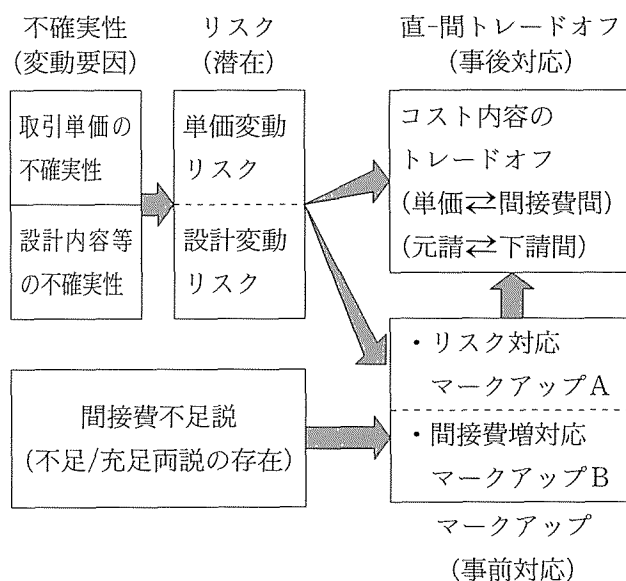 不確実性
(変動要因)
リスク
(潜在)
直-間トレードオフ
(事後対応)
取引単価の
不確実性
設計内容等
の不確実性
単価変動
リスク
設計変動
リスク
コスト内容の
トレードオフ
(単価⇄間接費間)
(元請⇄下請間)
間接費不足説
(不足/充足両説の存在)
・リスク対応
マークアップA
・間接費増対応
マークアップB
マークアップ
(事前対応)